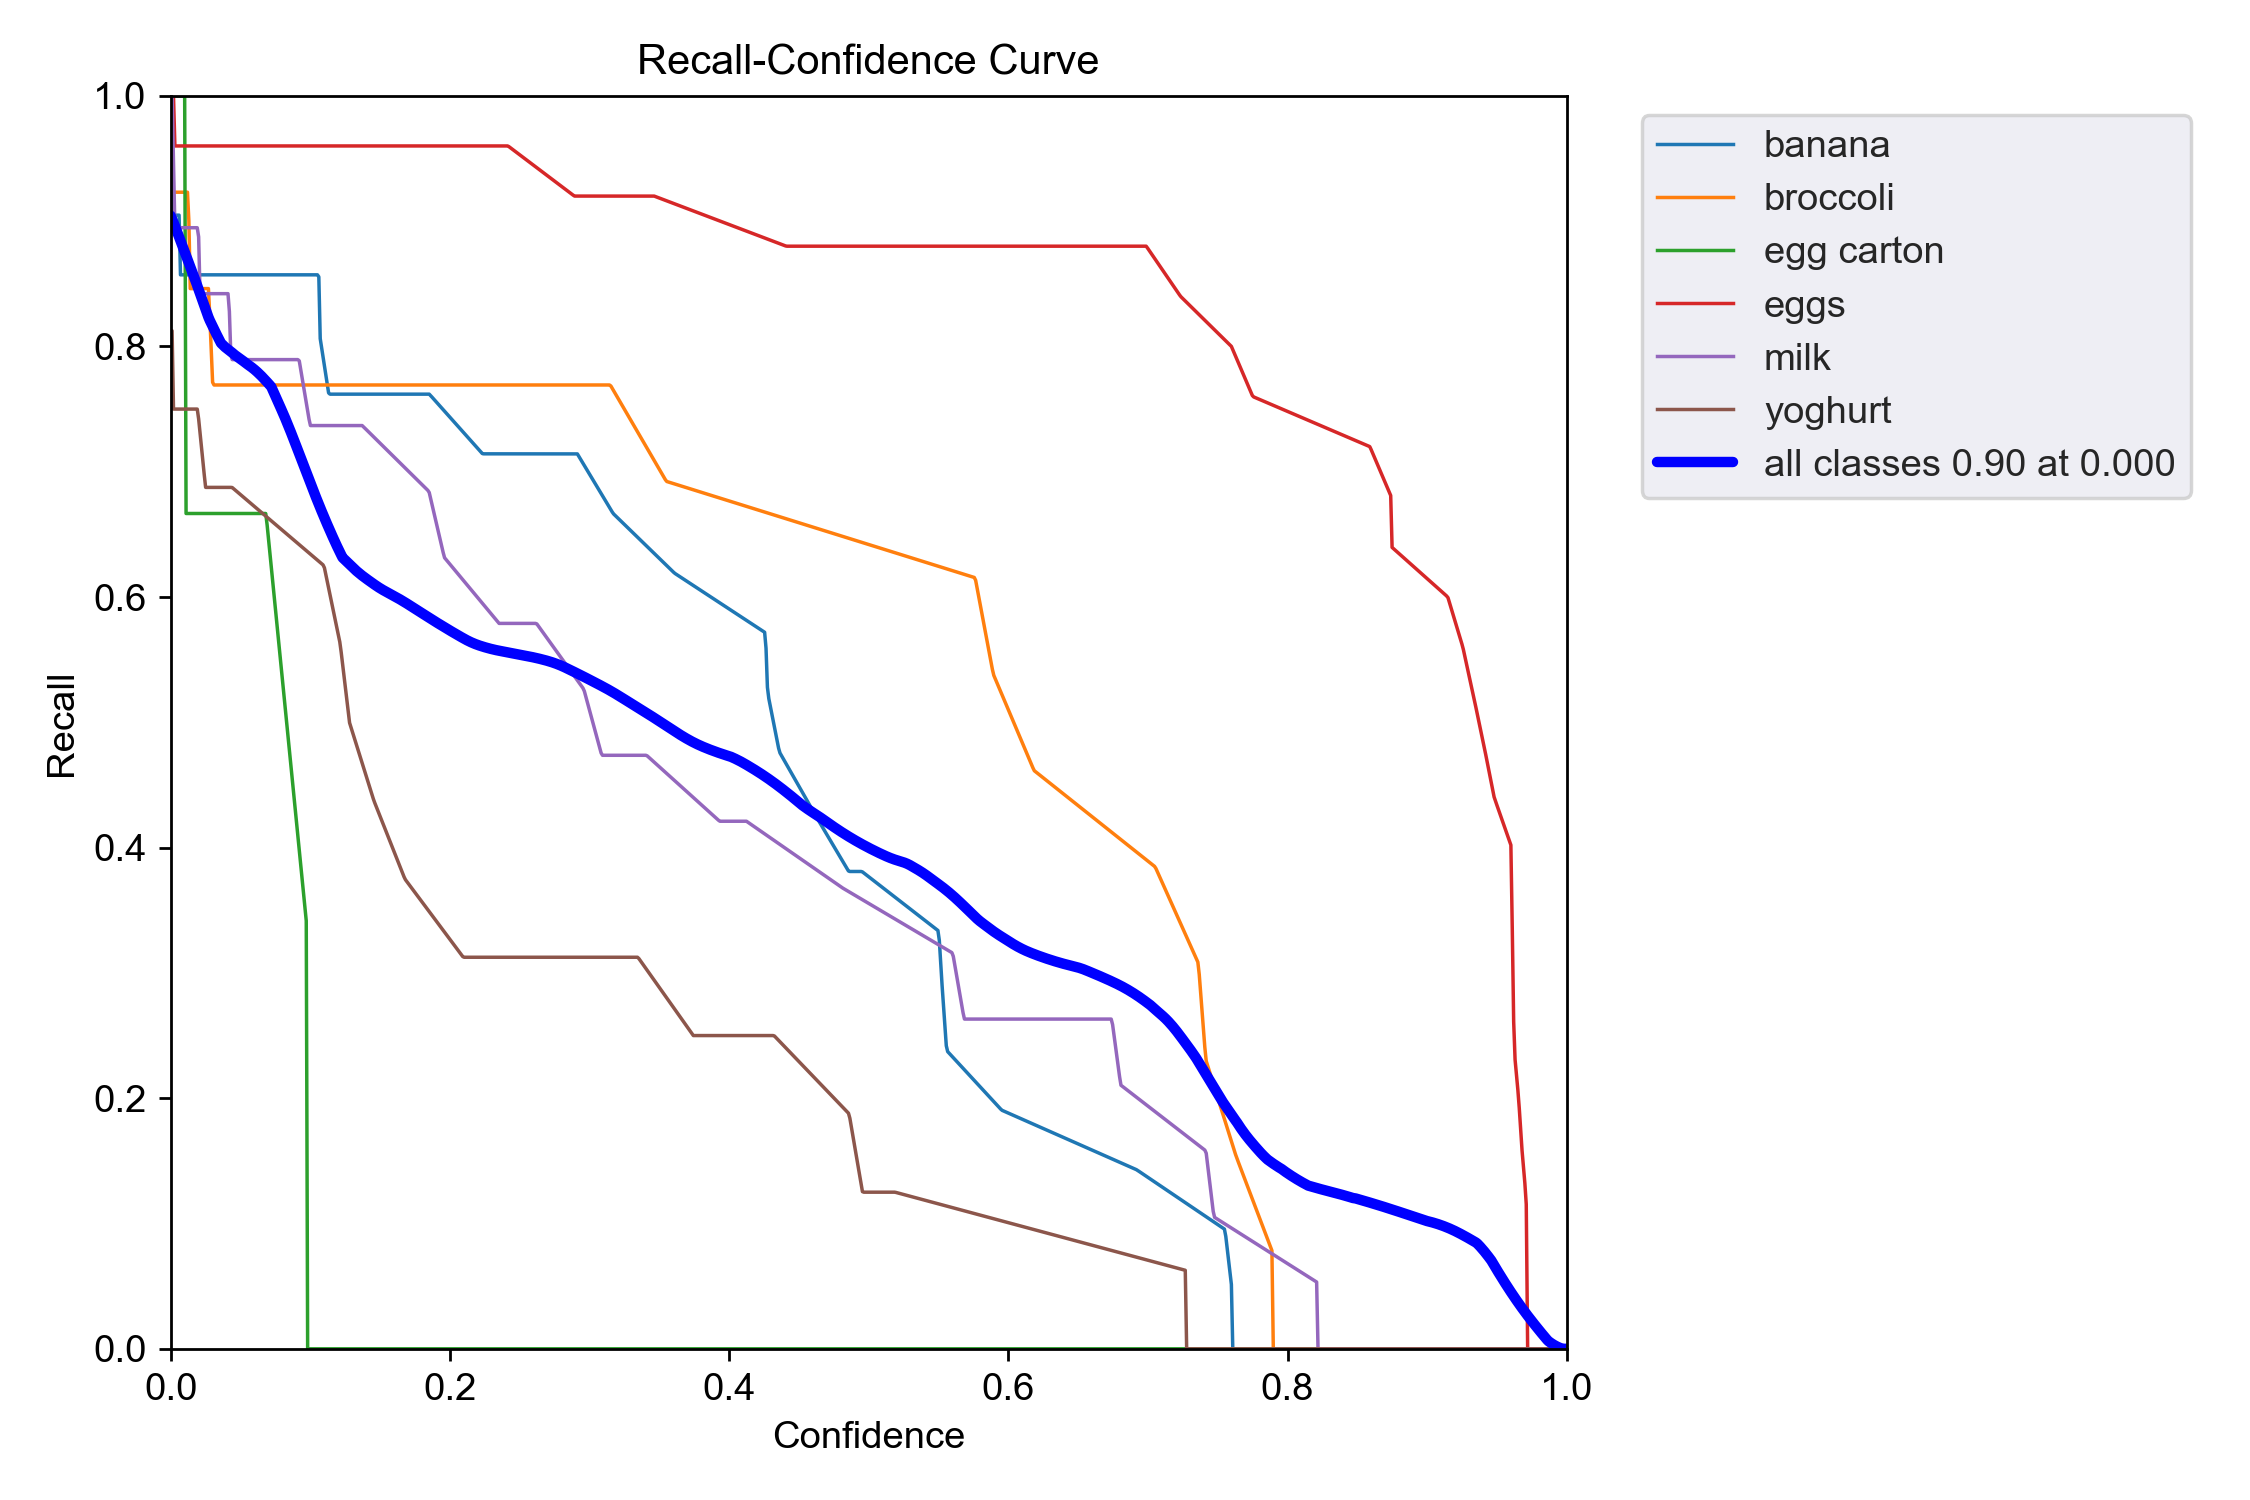 Recall-Confidence Curve
1.0
0.8
0.6
0.4
0.2
0.0
Recall
0.0 0.2 0.4 0.6 0.8 1.0
Confidence
banana
broccoli
egg carton
eggs
milk
yoghurt
all classes 0.90 at 0.000